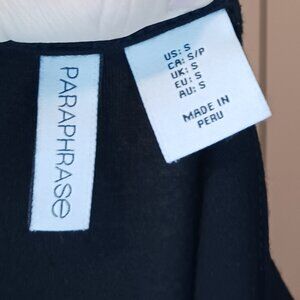 PARAPHRASE
US: S
CA: S/P
UK: S
EU: S
AU: S
MADE IN
PERU